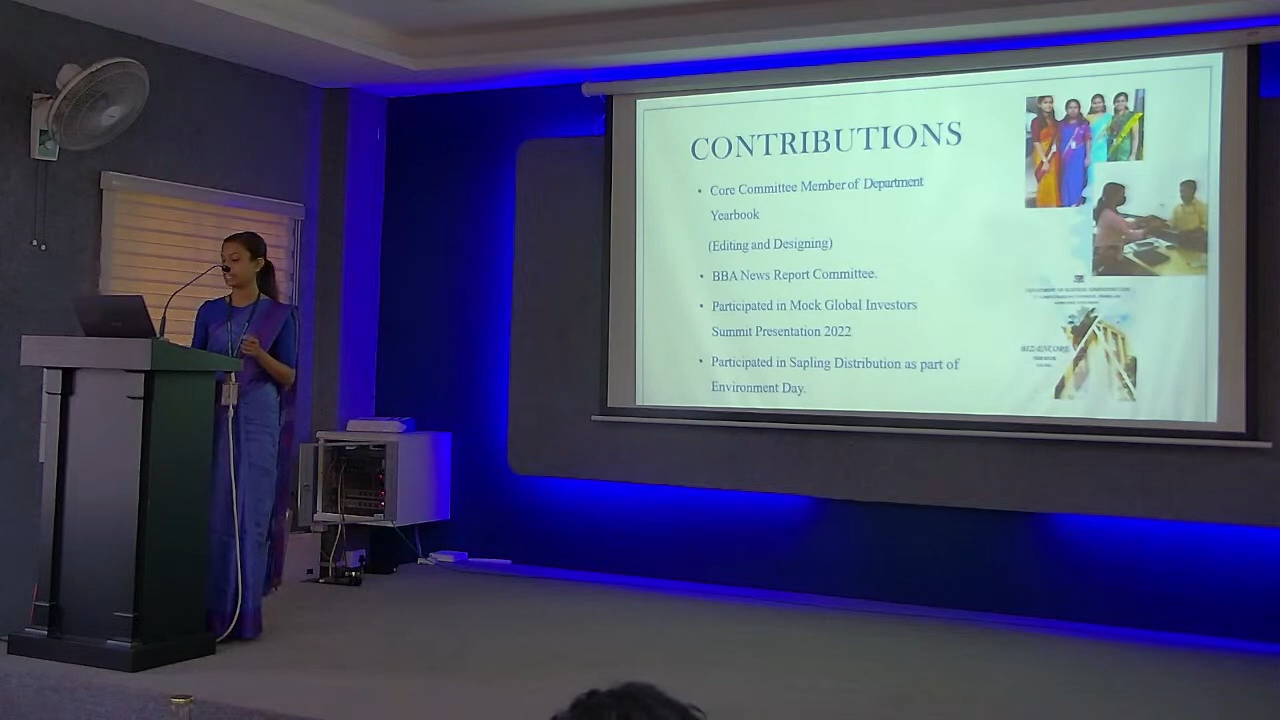 CONTRIBUTIONS
• Core Committee Member of Department
Yearbook
(Editing and Designing)
• BBA News Report Committee.
• Participated in Mock Global Investors
Summit Presentation 2022
• Participated in Sapling Distribution as part of
Environment Day.